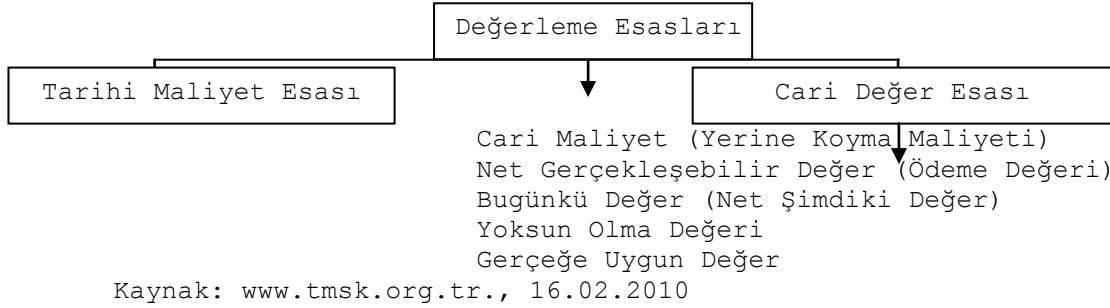 Değerleme Esasları
Tarihi Maliyet Esası
Cari Değer Esası
Cari Maliyet (Yerine Koyma Maliyeti)
Net Gerçekleşebilir Değer (Ödeme Değeri)
Bugünkü Değer (Net Şimdiki Değer)
Yoksun Olma Değeri
Gerçeğe Uygun Değer
Kaynak: www.tmsk.org.tr., 16.02.2010